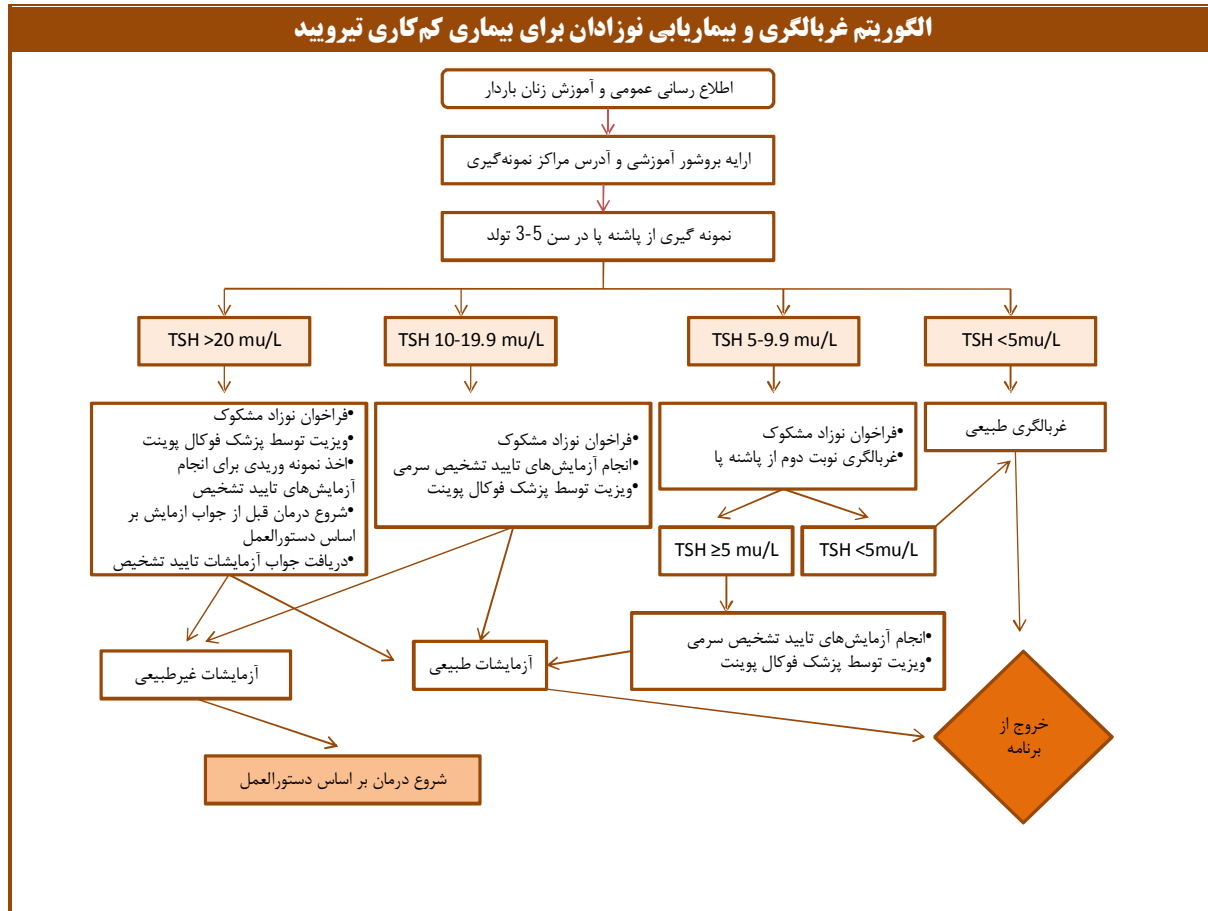 الگوریتم غربالگری و بیماریابی نوزادان برای بیماری کم‌کاری تیرویید
اطلاع رسانی عمومی و آموزش زنان باردار
ارایه بروشور آموزشی و آدرس مراکز نمونه‌گیری
نمونه گیری از پاشنه پا در سن 5-3 تولد
TSH <5mu/L
TSH 5-9.9 mu/L
TSH 10-19.9 mu/L
TSH >20 mu/L
غربالگری طبیعی
•فراخوان نوزاد مشکوک
•غربالگری نوبت دوم از پاشنه پا
•فراخوان نوزاد مشکوک
•انجام آزمایش‌های تایید تشخیص سرمی
•ویزیت توسط پزشک فوکال پوینت
•فراخوان نوزاد مشکوک
•ویزیت توسط پزشک فوکال پوینت
•اخذ نمونه وریدی برای انجام
آزمایش‌های تایید تشخیص
•شروع درمان قبل از جواب ازمایش بر
اساس دستورالعمل
•دریافت جواب آزمایشات تایید تشخیص
TSH <5mu/L
TSH ≥5 mu/L
•انجام آزمایش‌های تایید تشخیص سرمی
•ویزیت توسط پزشک فوکال پوینت
آزمایشات طبیعی
آزمایشات غیرطبیعی
خروج از
برنامه
شروع درمان بر اساس دستورالعمل